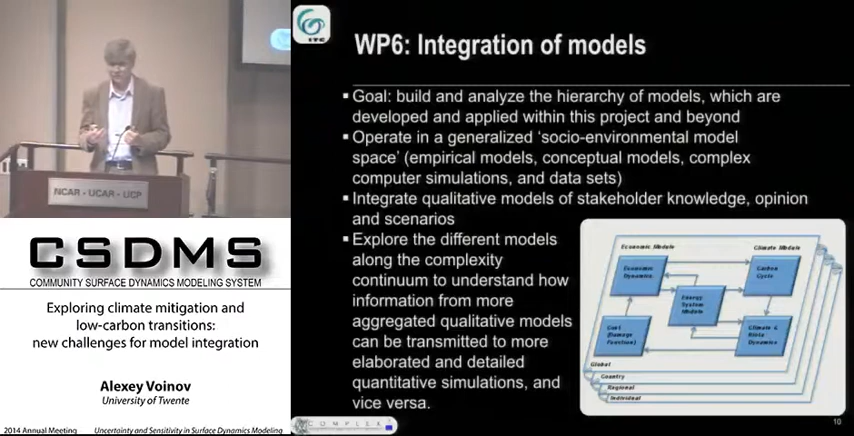 NCAR - UCAR - UCP
CSDMS
COMMUNITY SURFACE DYNAMICS MODELING SYSTEM
Exploring climate mitigation and
low-carbon transitions:
new challenges for model integration
Alexey Voinov
University of Twente
2014 Annual Meeting
Uncertainty and Sensitivity in Surface Dynamics Modeling
ITC
WP6: Integration of models
▪ Goal: build and analyze the hierarchy of models, which are
developed and applied within this project and beyond
▪ Operate in a generalized ‘socio-environmental model
space’ (empirical models, conceptual models, complex
computer simulations, and data sets)
▪ Integrate qualitative models of stakeholder knowledge, opinion
and scenarios
▪ Explore the different models
along the complexity
continuum to understand how
information from more
aggregated qualitative models
can be transmitted to more
elaborated and detailed
quantitative simulations, and
vice versa.
Economic Module
Climate Module
Economic
Dynamics
Carbon
Cycle
Energy
System
Module
Cost
(Damage
Function)
Climate &
Dynamics
Global
Country
Regional
Individual
COMPLEX
10